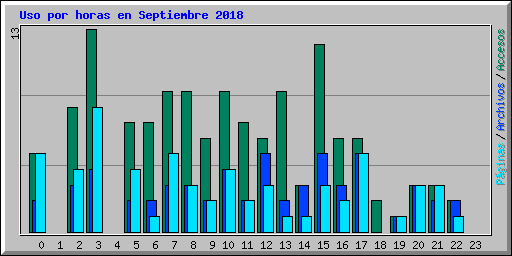 Uso por horas en Septiembre 2018
13
Páginas / Archivos / Accesos
0 1 2 3 4 5 6 7 8 9 10 11 12 13 14 15 16 17 18 19 20 21 22 23